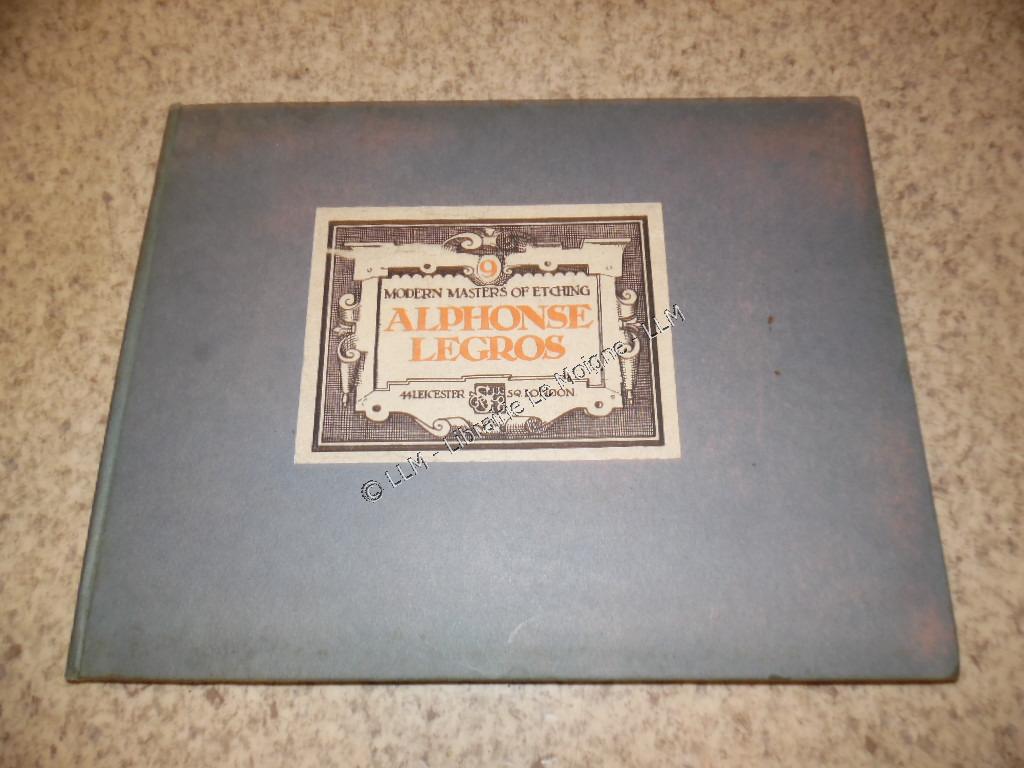 9
MODERN MASTERS OF ETCHING
ALPHONSE
LEGROS
44 LEICESTER SQ. LONDON
© LLM - Librairie Le Moigne - LLM